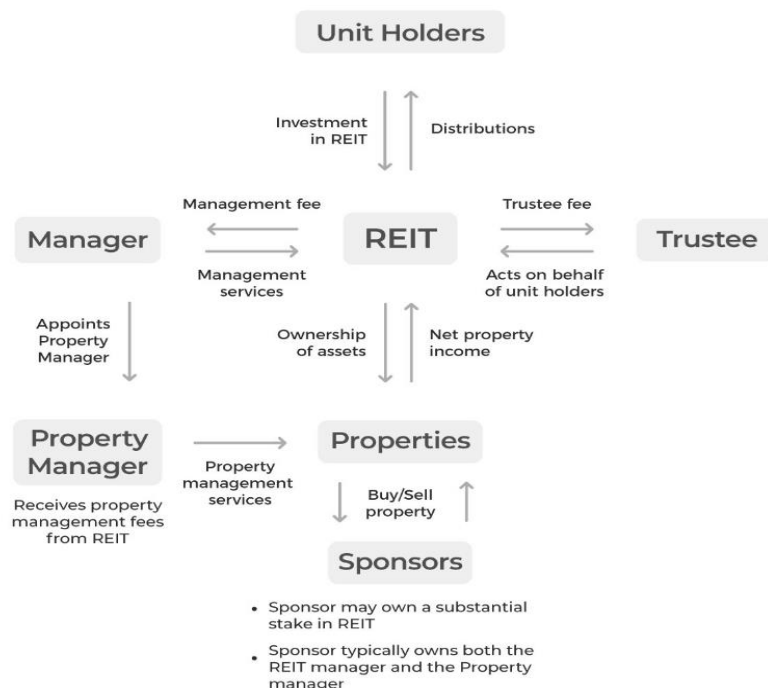 Unit Holders
Investment
in REIT
Distributions
Management fee
Trustee fee
Manager
REIT
Trustee
Management
services
Acts on behalf
of unit holders
Appoints
Property
Manager
Ownership
of assets
Net property
income
Property
Manager
Properties
Property
management
services
Receives property
management fees
from REIT
Buy/Sell
property
Sponsors
• Sponsor may own a substantial
stake in REIT
• Sponsor typically owns both the
REIT manager and the Property
manager